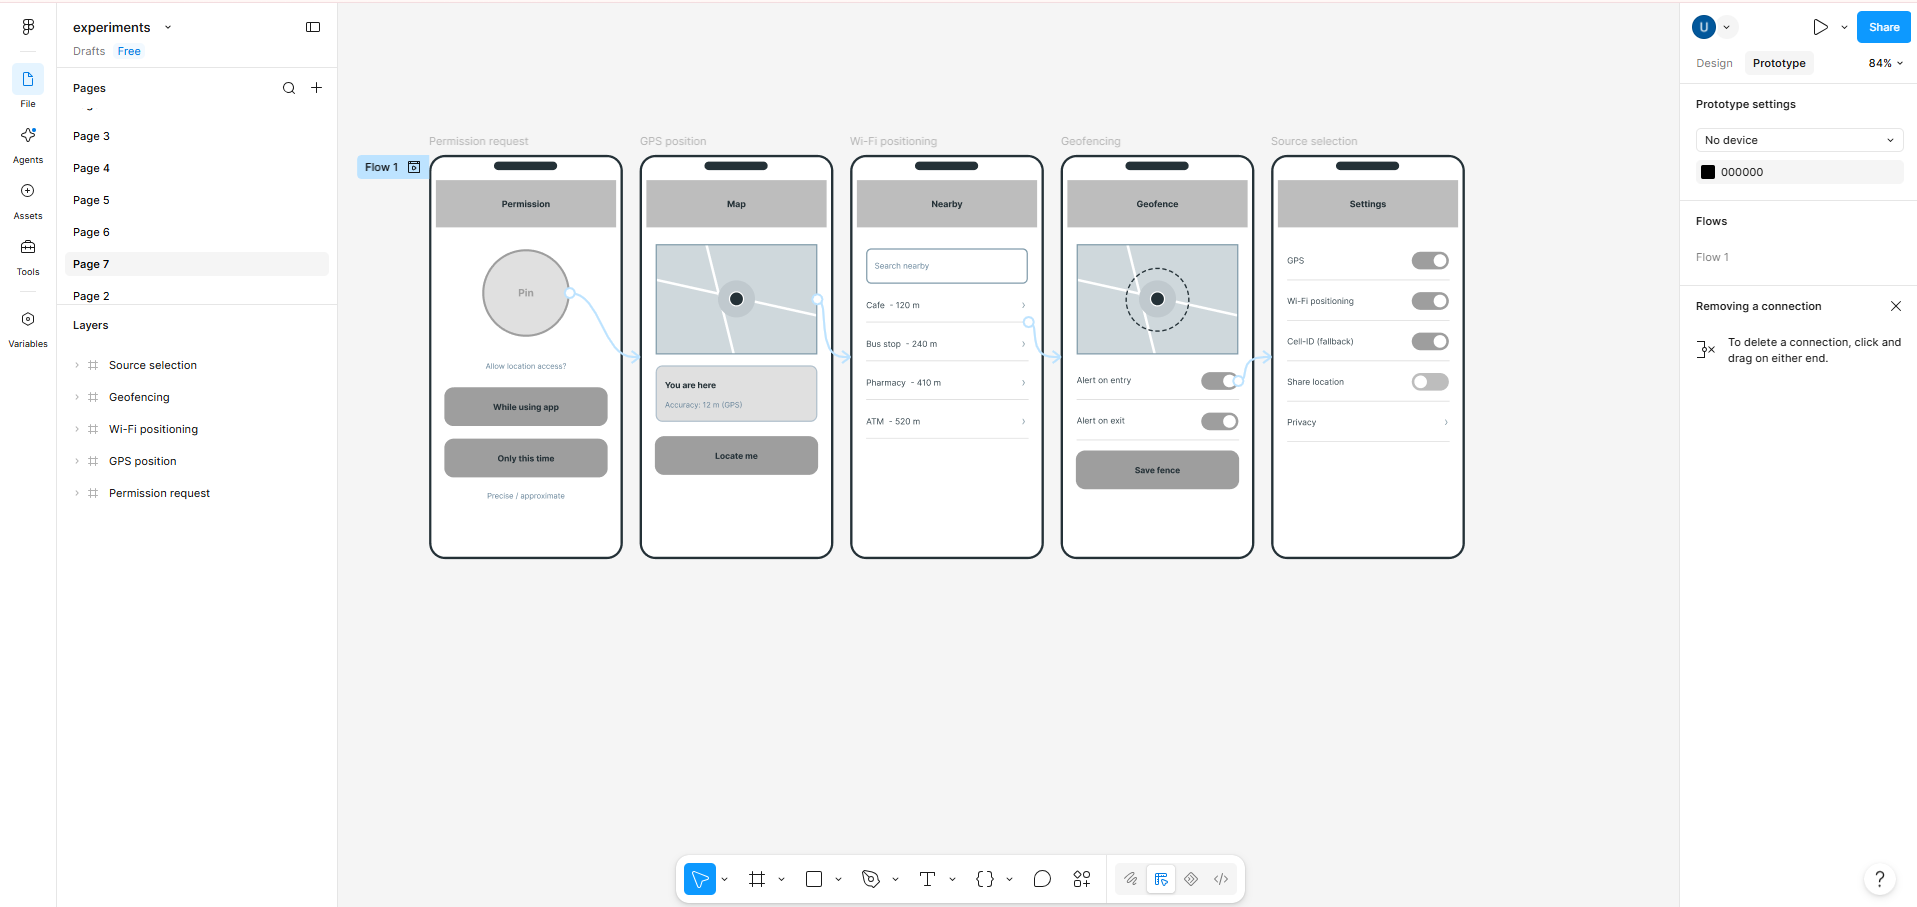 experiments
Drafts Free
File
Agents
Assets
Tools
Variables
Pages
Page 3
Page 4
Page 5
Page 6
Page 7
Page 2
Layers
Source selection
Geofencing
Wi-Fi positioning
GPS position
Permission request
Flow 1
Permission request
Permission
Pin
Allow location access?
While using app
Only this time
Precise / approximate
GPS position
Map
You are here
Accuracy: 12 m (GPS)
Locate me
Wi-Fi positioning
Nearby
Search nearby
Cafe - 120 m
Bus stop - 240 m
Pharmacy - 410 m
ATM - 520 m
Geofencing
Geofence
Alert on entry
Alert on exit
Save fence
Source selection
Settings
GPS
Wi-Fi positioning
Cell-ID (fallback)
Share location
Privacy
U
Share
Design Prototype 84%
Prototype settings
No device
000000
Flows
Flow 1
Removing a connection
To delete a connection, click and
drag on either end.
?